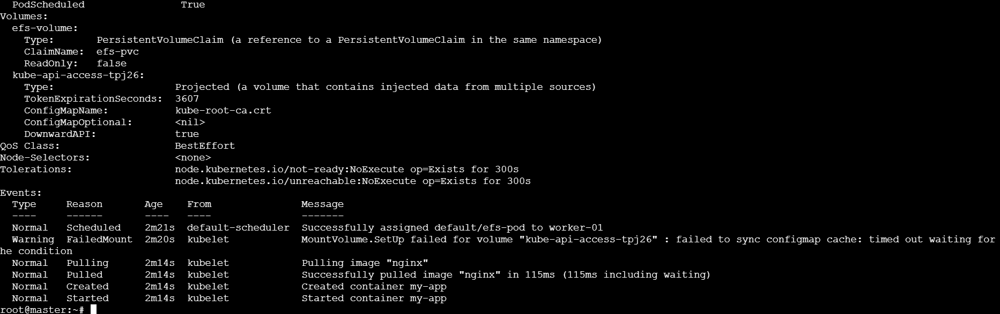 PodScheduled True
Volumes:
efs-volume:
Type: PersistentVolumeClaim (a reference to a PersistentVolumeClaim in the same namespace)
ClaimName: efs-pvc
ReadOnly: false
kube-api-access-tpj26:
Type: Projected (a volume that contains injected data from multiple sources)
TokenExpirationSeconds: 3607
ConfigMapName: kube-root-ca.crt
ConfigMapOptional: <nil>
DownwardAPI: true
QoS Class: BestEffort
Node-Selectors: <none>
Tolerations: node.kubernetes.io/not-ready:NoExecute op=Exists for 300s
node.kubernetes.io/unreachable:NoExecute op=Exists for 300s
Events:
Type Reason Age From Message
---- ------ ---- ---- -------
Normal Scheduled 2m21s default-scheduler Successfully assigned default/efs-pod to worker-01
Warning FailedMount 2m20s kubelet MountVolume.SetUp failed for volume "kube-api-access-tpj26" : failed to sync configmap cache: timed out waiting for
he condition
Normal Pulling 2m14s kubelet Pulling image "nginx"
Normal Pulled 2m14s kubelet Successfully pulled image "nginx" in 115ms (115ms including waiting)
Normal Created 2m14s kubelet Created container my-app
Normal Started 2m14s kubelet Started container my-app
root@master:~#